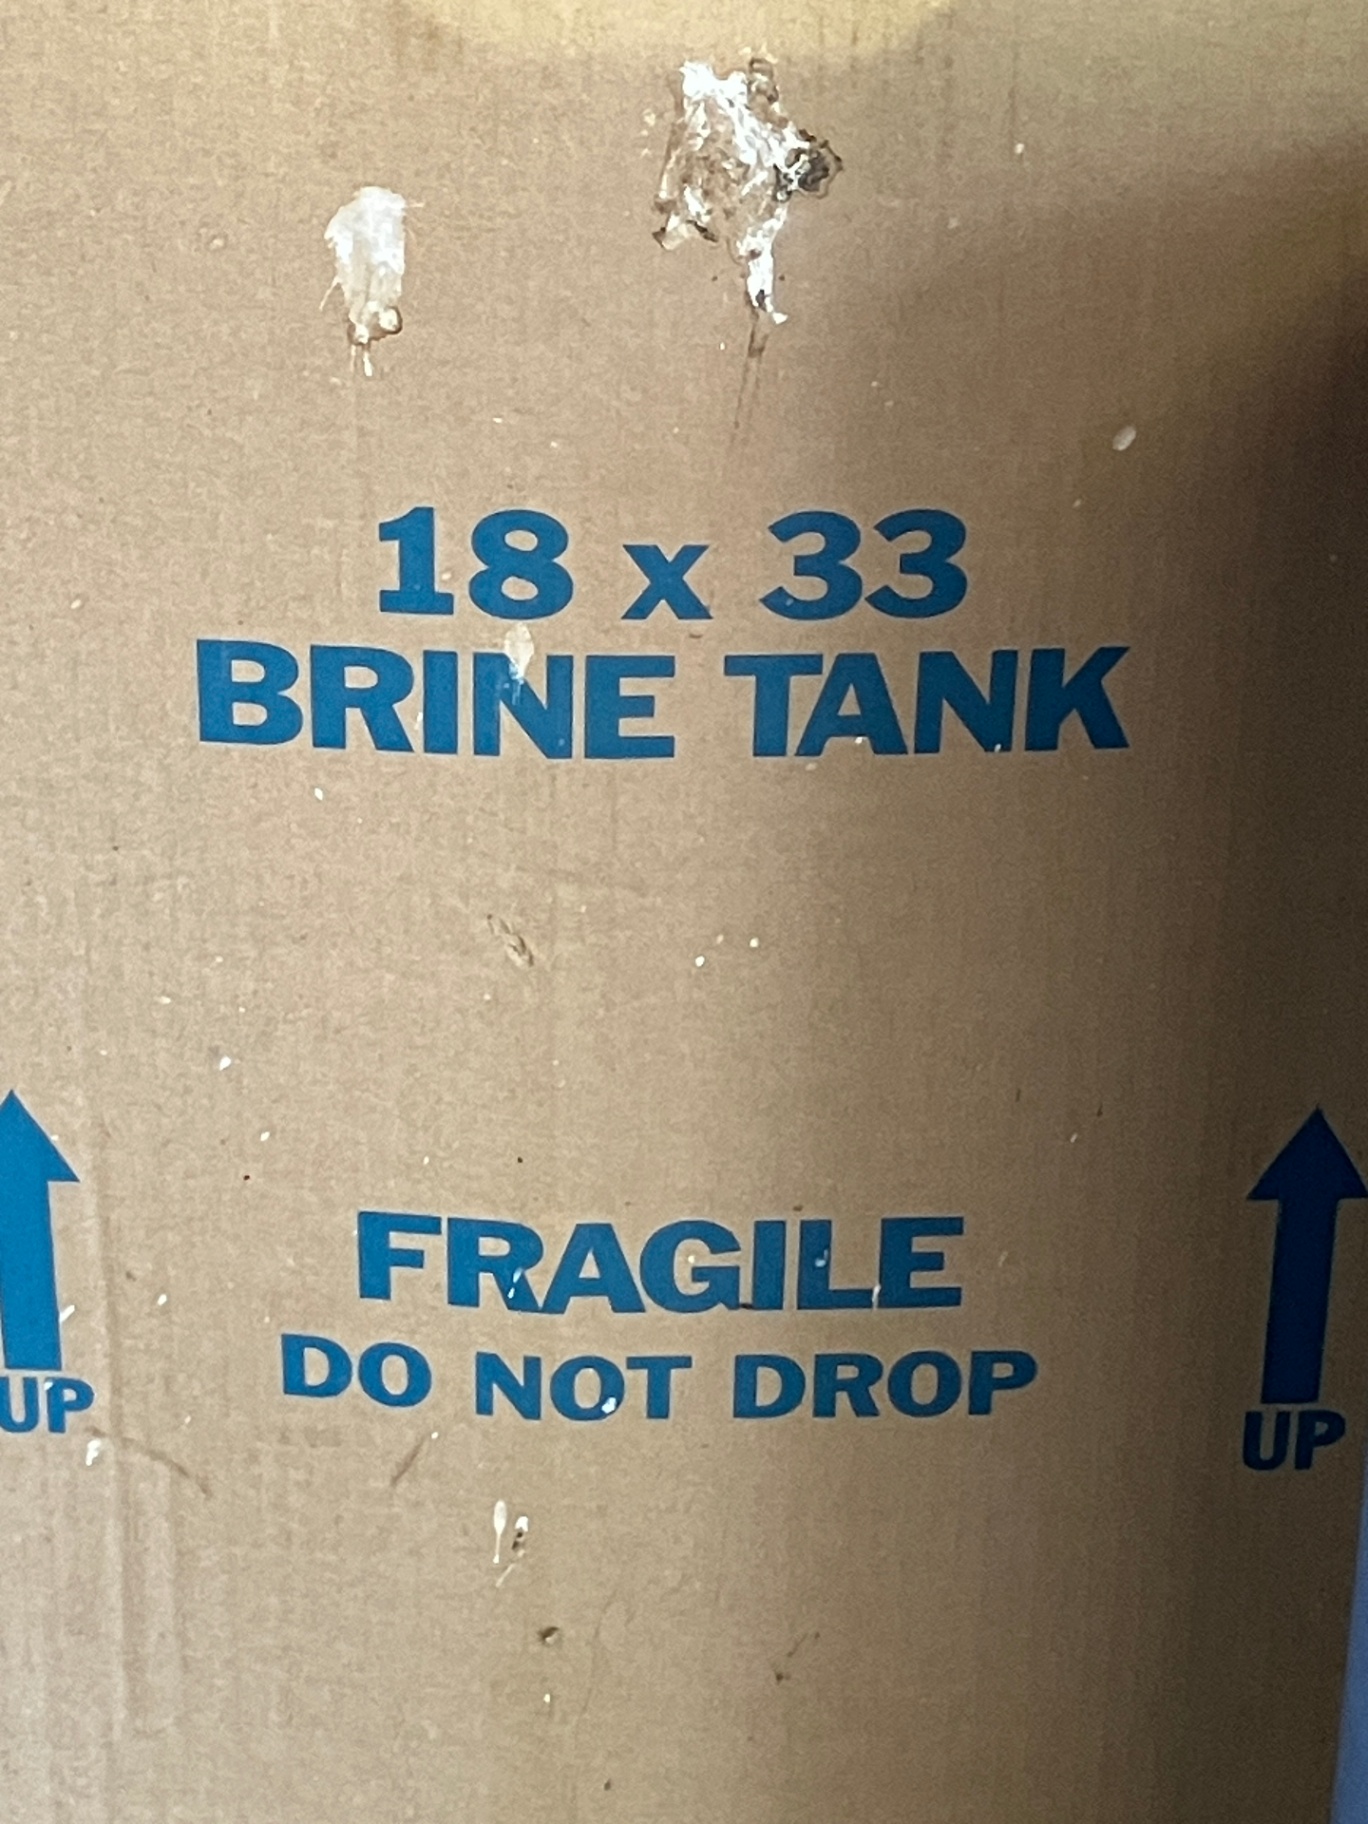 18 x 33
BRINE TANK
FRAGILE
DO NOT DROP
UP
UP